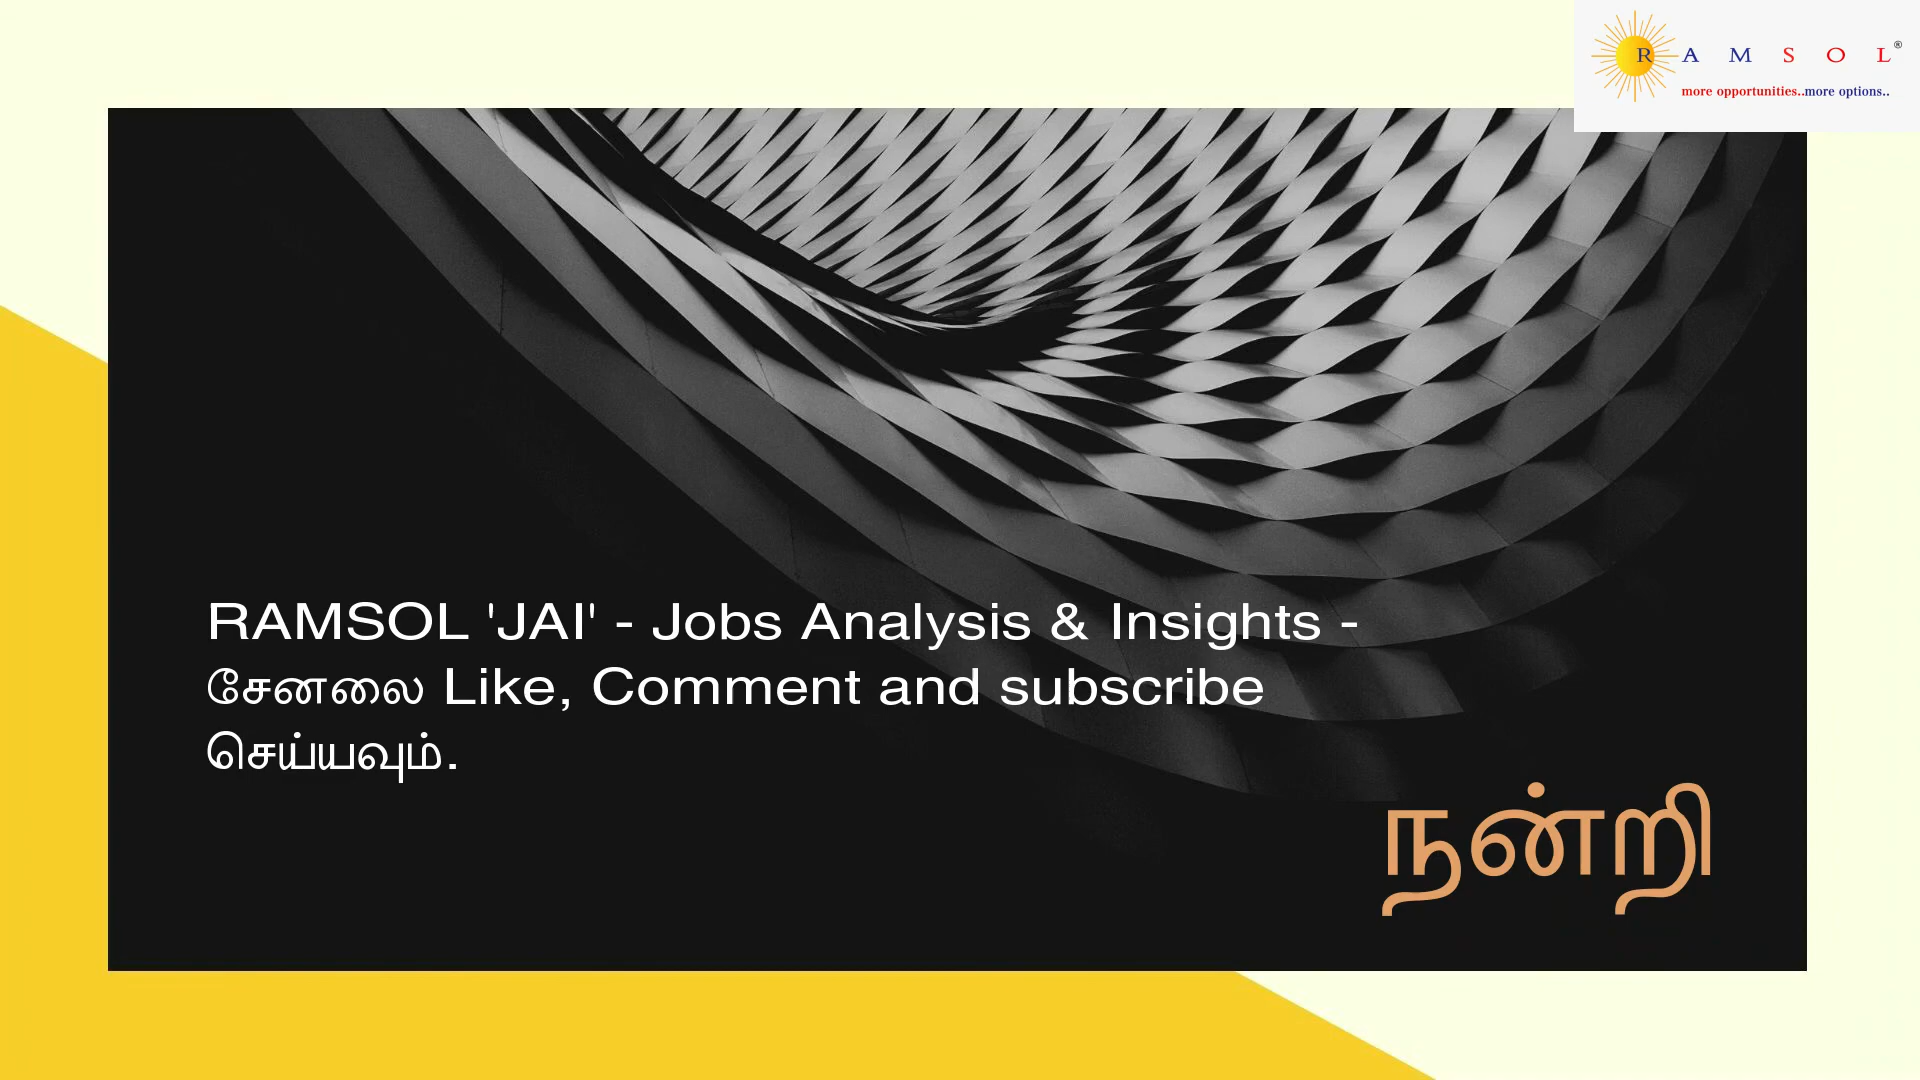 R A M S O L ®
more opportunities..more options..
RAMSOL 'JAI' - Jobs Analysis & Insights -
சேனலை Like, Comment and subscribe
செய்யவும்.
நன்றி